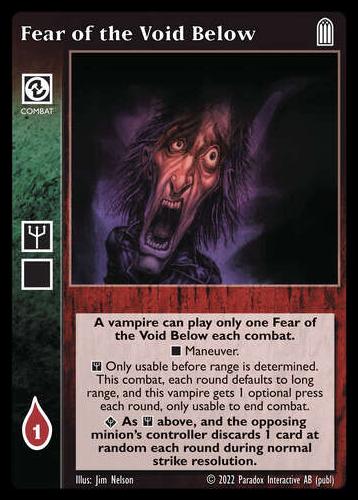 Fear of the Void Below
COMBAT
A vampire can play only one Fear of
the Void Below each combat.
Maneuver.
Only usable before range is determined.
This combat, each round defaults to long
range, and this vampire gets 1 optional press
each round, only usable to end combat.
As above, and the opposing
minion's controller discards 1 card at
random each round during normal
strike resolution.
1
Illus: Jim Nelson © 2022 Paradox Interactive AB (publ)